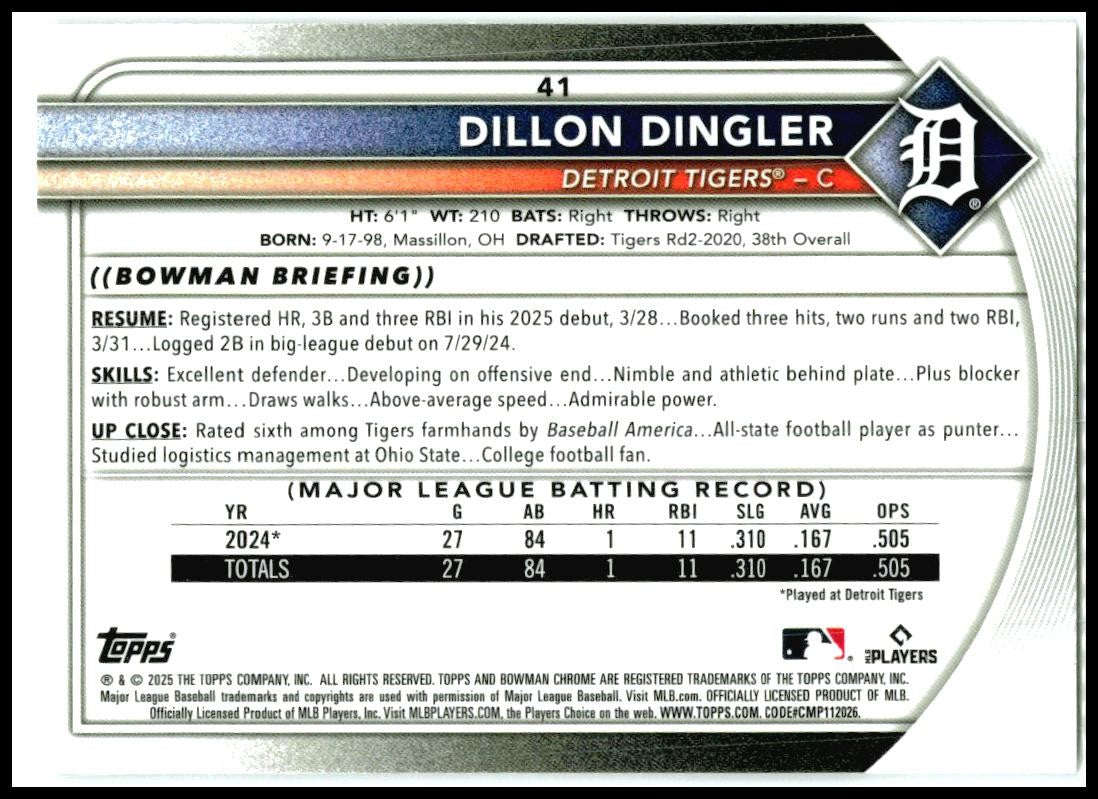 41
DILLON DINGLER
DETROIT TIGERS® – C
D
®
HT: 6'1" WT: 210 BATS: Right THROWS: Right
BORN: 9-17-98, Massillon, OH DRAFTED: Tigers Rd2-2020, 38th Overall
((BOWMAN BRIEFING))
RESUME: Registered HR, 3B and three RBI in his 2025 debut, 3/28...Booked three hits, two runs and two RBI,
3/31...Logged 2B in big-league debut on 7/29/24.
SKILLS: Excellent defender...Developing on offensive end...Nimble and athletic behind plate...Plus blocker
with robust arm...Draws walks...Above-average speed...Admirable power.
UP CLOSE: Rated sixth among Tigers farmhands by Baseball America...All-state football player as punter...
Studied logistics management at Ohio State...College football fan.
(MAJOR LEAGUE BATTING RECORD)
YR G AB HR RBI SLG AVG OPS
2024* 27 84 1 11 .310 .167 .505
TOTALS 27 84 1 11 .310 .167 .505
*Played at Detroit Tigers
Topps® ® MLB PLAYERS
® & © 2025 THE TOPPS COMPANY, INC. ALL RIGHTS RESERVED. TOPPS AND BOWMAN CHROME ARE REGISTERED TRADEMARKS OF THE TOPPS COMPANY, INC.
Major League Baseball trademarks and copyrights are used with permission of Major League Baseball. Visit MLB.com. OFFICIALLY LICENSED PRODUCT OF MLB.
Officially Licensed Product of MLB Players, Inc. Visit MLBPLAYERS.COM, the Players Choice on the web. WWW.TOPPS.COM. CODE#CMP112026.